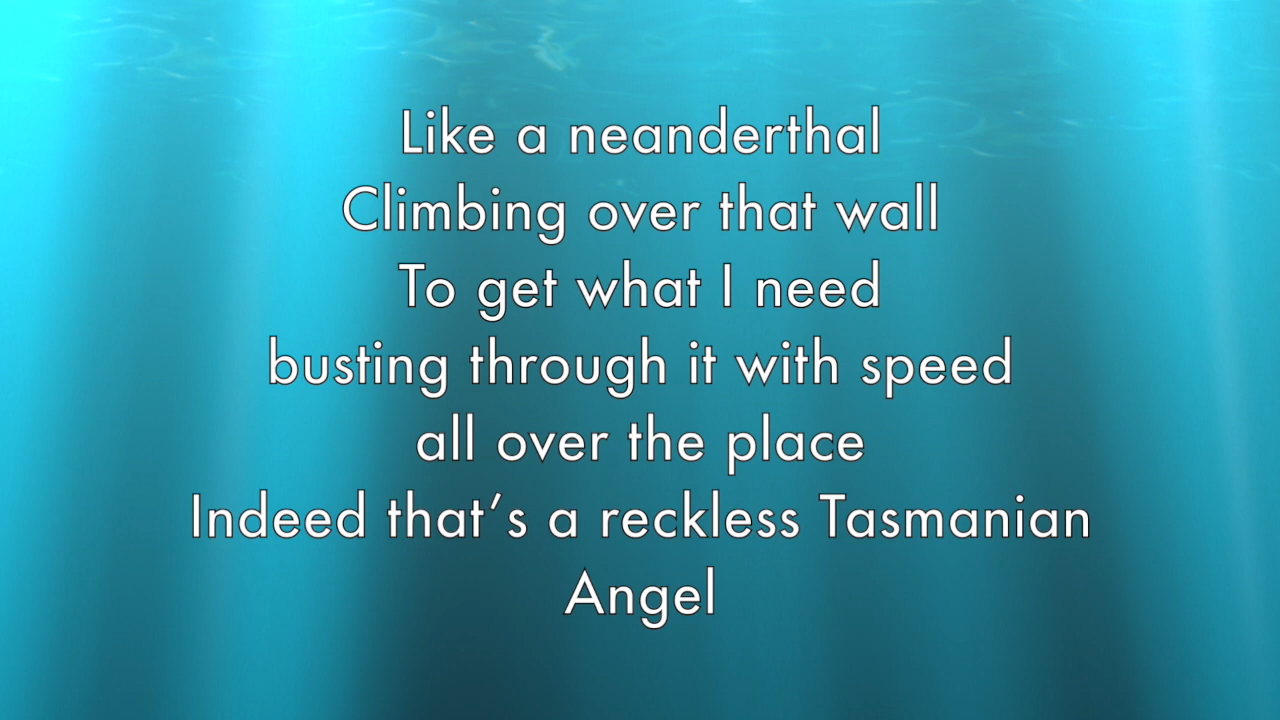 Like a neanderthal
Climbing over that wall
To get what I need
busting through it with speed
all over the place
Indeed that’s a reckless Tasmanian
Angel